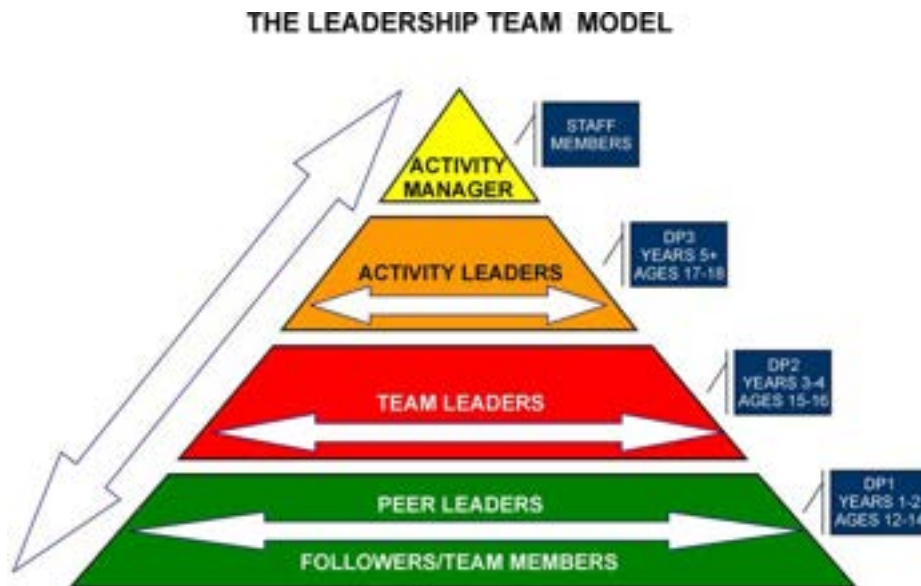 THE LEADERSHIP TEAM MODEL
STAFF
MEMBERS
ACTIVITY
MANAGER
DP3
YEARS 5+
AGES 17-18
ACTIVITY LEADERS
DP2
YEARS 3-4
AGES 15-16
TEAM LEADERS
DP1
YEARS 1-2
AGES 12-14
PEER LEADERS
FOLLOWERS/TEAM MEMBERS